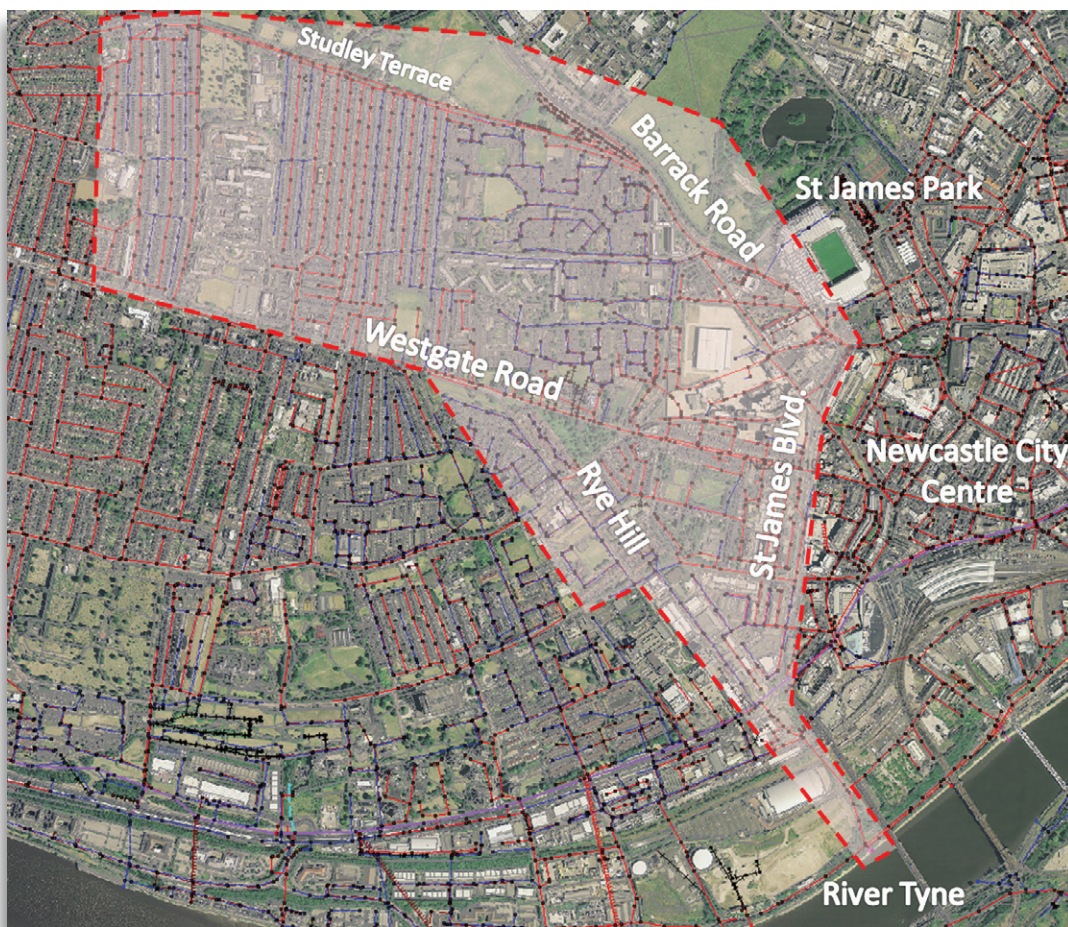 Studley Terrace
Barrack Road
St James Park
Westgate Road
St James Blvd.
Newcastle City
Centre
Rye Hill
River Tyne